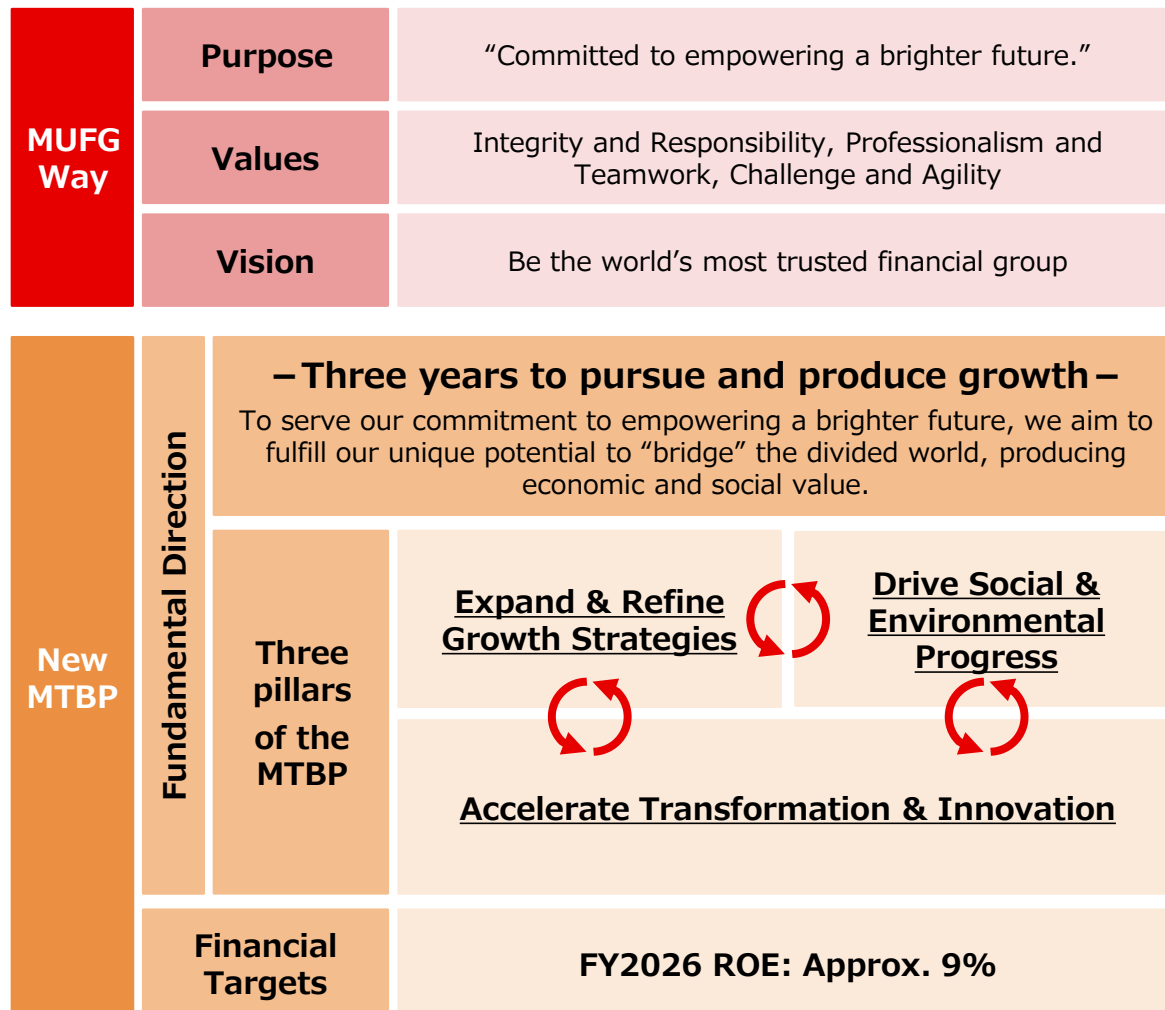 MUFG
Way
Purpose
“Committed to empowering a brighter future.”
Values
Integrity and Responsibility, Professionalism and
Teamwork, Challenge and Agility
Vision
Be the world’s most trusted financial group
New
MTBP
Fundamental Direction
–Three years to pursue and produce growth–
To serve our commitment to empowering a brighter future, we aim to
fulfill our unique potential to “bridge” the divided world, producing
economic and social value.
Three
pillars
of the
MTBP
Expand & Refine
Growth Strategies
Drive Social &
Environmental
Progress
Accelerate Transformation & Innovation
Financial
Targets
FY2026 ROE: Approx. 9%